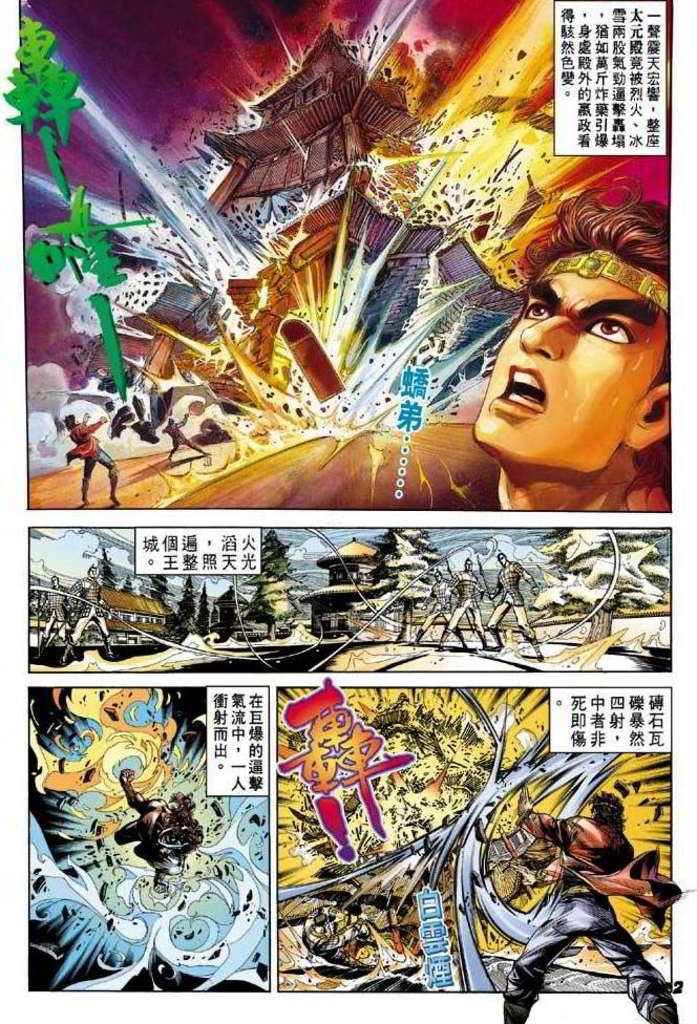 一聲震天宏響，整座
太元殿竟被烈火、冰
雪兩股氣勁逼擊轟塌
，猶如萬斤炸藥引爆
，身處殿外的嬴政看
得駭然色變。
轟
隆
蟜弟……
火光
滔天
，照
遍整
個王
城。
在巨爆的逼擊
氣流中，一人
衝射而出。
磚石瓦
礫暴然
四射，
中者非
死即傷
。
轟！
白雲煙
2